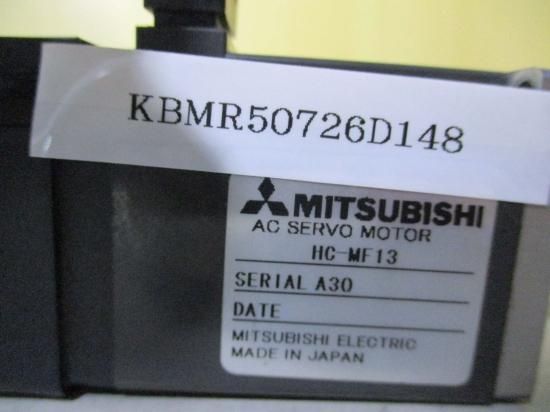 KBMR50726D148
MITSUBISHI
AC SERVO MOTOR
HC-MF13
SERIAL A30
DATE
MITSUBISHI ELECTRIC
MADE IN JAPAN